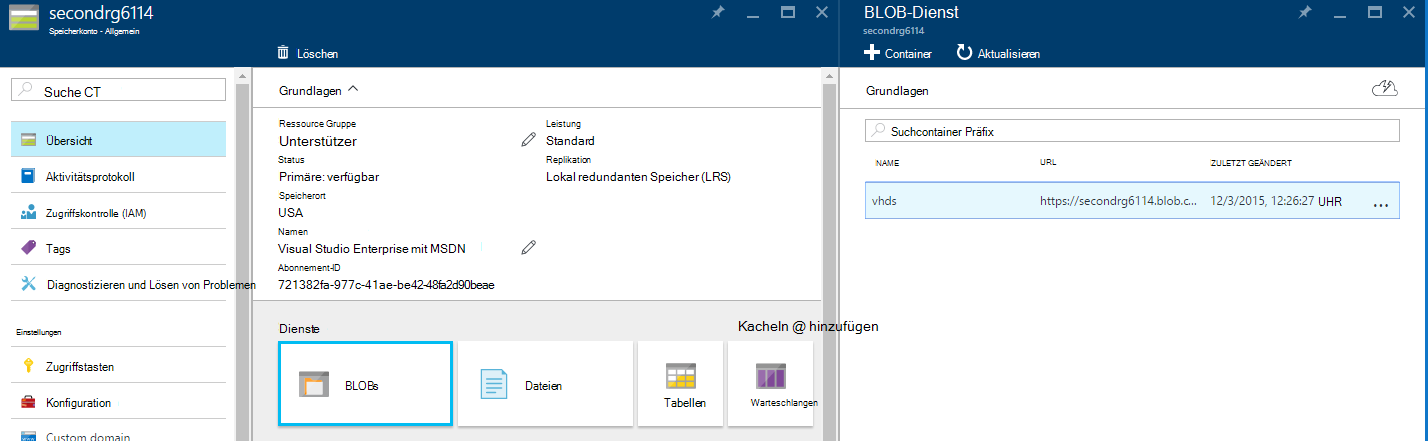 secondrg6114
Speicherkonto - Allgemein
Löschen
Suche CT
Übersicht
Aktivitätsprotokoll
Zugriffskontrolle (IAM)
Tags
Diagnostizieren und Lösen von Problemen
Einstellungen
Zugriffstasten
Konfiguration
Custom domain
Grundlagen
Ressource Gruppe
Unterstützer
Status
Primäre: verfügbar
Speicherort
USA
Namen
Visual Studio Enterprise mit MSDN
Abonnement-ID
721382fa-977c-41ae-be42-48fa2d90beae
Leistung
Standard
Replikation
Lokal redundanten Speicher (LRS)
Dienste
Kacheln @ hinzufügen
BLOBs
Dateien
Tabellen
Warteschlangen
BLOB-Dienst
secondrg6114
Container Aktualisieren
Grundlagen
Suchcontainer Präfix
NAME URL ZULETZT GEÄNDERT
vhds https://secondrg6114.blob.c... 12/3/2015, 12:26:27 UHR ...